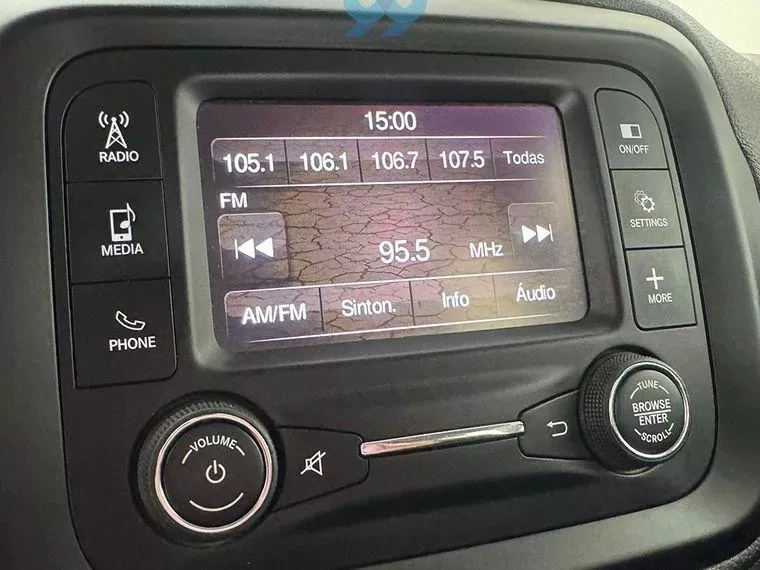 15:00
105.1 106.1 106.7 107.5 Todas
FM
95.5 MHz
AM/FM Sinton. Info Áudio
RADIO
MEDIA
PHONE
ON/OFF
SETTINGS
MORE
VOLUME
TUNE
BROWSE
ENTER
SCROLL